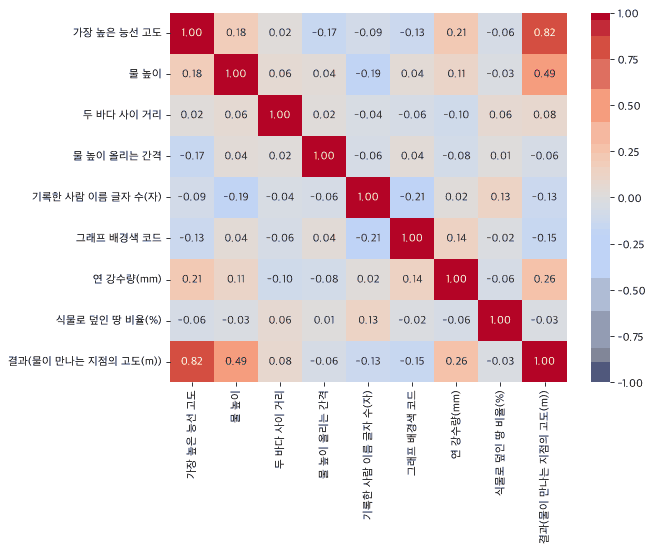 가장 높은 능선 고도 1.00 0.18 0.02 −0.17 −0.09 −0.13 0.21 −0.06 0.82
물 높이 0.18 1.00 0.06 0.04 −0.19 0.04 0.11 −0.03 0.49
두 바다 사이 거리 0.02 0.06 1.00 0.02 −0.04 −0.06 −0.10 0.06 0.08
물 높이 올리는 간격 −0.17 0.04 0.02 1.00 −0.06 0.04 −0.08 0.01 −0.06
기록한 사람 이름 글자 수(자) −0.09 −0.19 −0.04 −0.06 1.00 −0.21 0.02 0.13 −0.13
그래프 배경색 코드 −0.13 0.04 −0.06 0.04 −0.21 1.00 0.14 −0.02 −0.15
연 강수량(mm) 0.21 0.11 −0.10 −0.08 0.02 0.14 1.00 −0.06 0.26
식물로 덮인 땅 비율(%) −0.06 −0.03 0.06 0.01 0.13 −0.02 −0.06 1.00 −0.03
결과(물이 만나는 지점의 고도(m)) 0.82 0.49 0.08 −0.06 −0.13 −0.15 0.26 −0.03 1.00
가장 높은 능선 고도
물 높이
두 바다 사이 거리
물 높이 올리는 간격
기록한 사람 이름 글자 수(자)
그래프 배경색 코드
연 강수량(mm)
식물로 덮인 땅 비율(%)
결과(물이 만나는 지점의 고도(m))
1.00
0.75
0.50
0.25
0.00
−0.25
−0.50
−0.75
−1.00